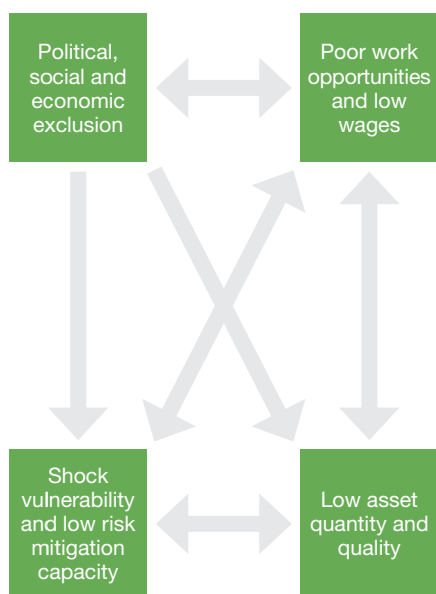 Political,
social and
economic
exclusion
Poor work
opportunities
and low
wages
Shock
vulnerability
and low risk
mitigation
capacity
Low asset
quantity and
quality